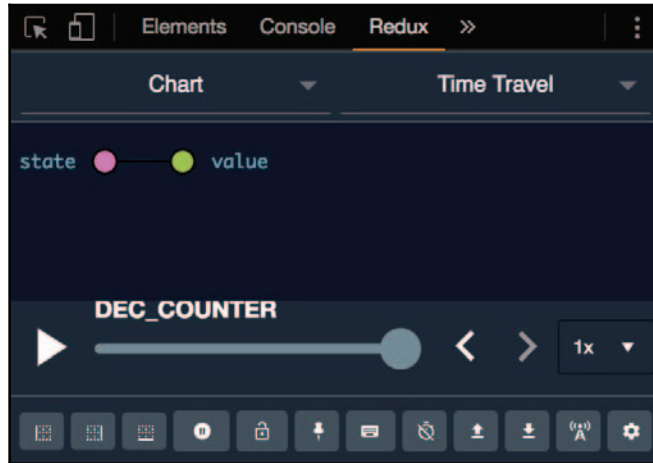 Elements Console Redux »
Chart Time Travel
state value
DEC_COUNTER
1x